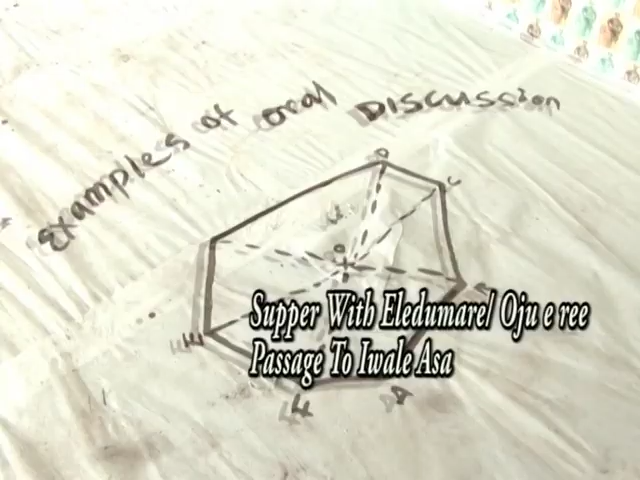 Examples of oral DISCUSSION
D
C
Supper With Eledumare/ Oju e ree
Passage To Iwale Asa
E